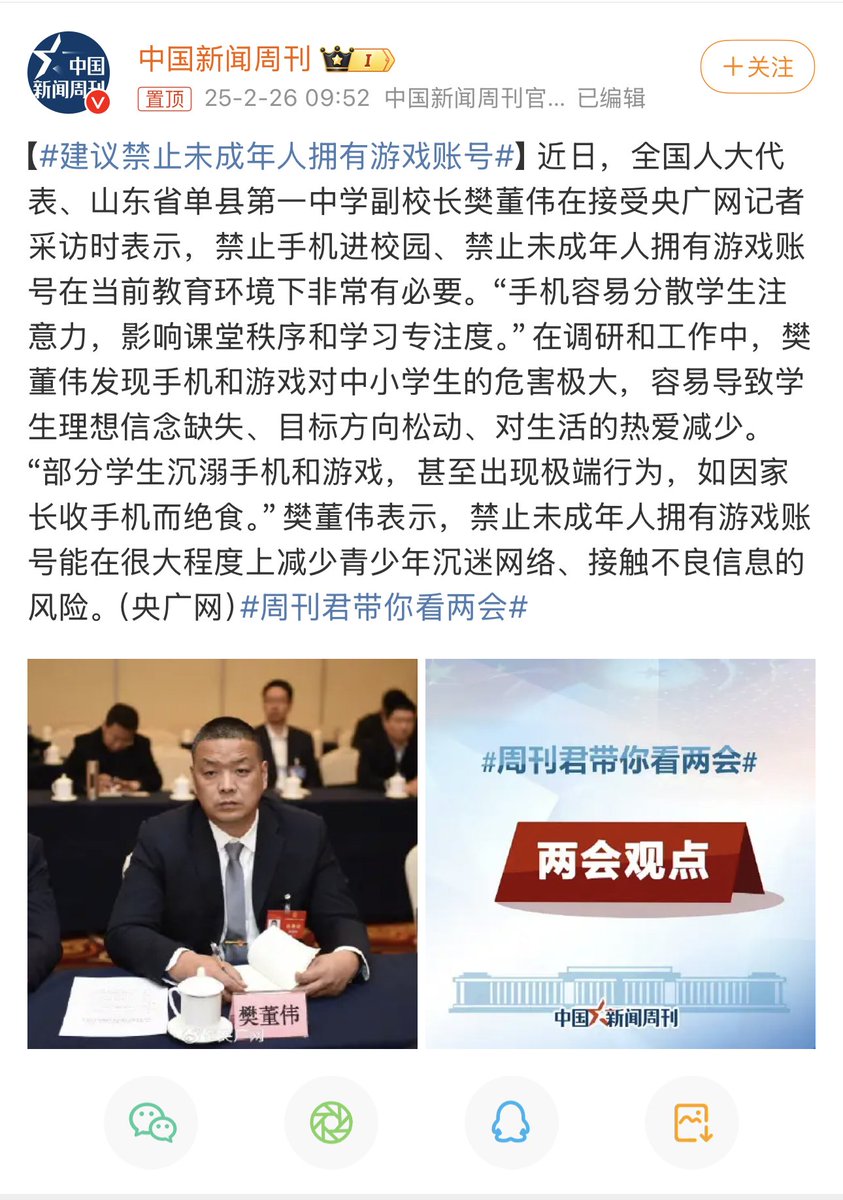 中国
新闻周刊
中国新闻周刊
I
+关注
置顶 25-2-26 09:52 中国新闻周刊官... 已编辑
【#建议禁止未成年人拥有游戏账号#】近日，全国人大代
表、山东省单县第一中学副校长樊董伟在接受央广网记者
采访时表示，禁止手机进校园、禁止未成年人拥有游戏账
号在当前教育环境下非常有必要。“手机容易分散学生注
意力，影响课堂秩序和学习专注度。”在调研和工作中，樊
董伟发现手机和游戏对中小学生的危害极大，容易导致学
生理想信念缺失、目标方向松动、对生活的热爱减少。
“部分学生沉溺手机和游戏，甚至出现极端行为，如因家
长收手机而绝食。”樊董伟表示，禁止未成年人拥有游戏账
号能在很大程度上减少青少年沉迷网络、接触不良信息的
风险。（央广网）#周刊君带你看两会#
樊董伟
央广网
#周刊君带你看两会#
两会观点
中国新闻周刊